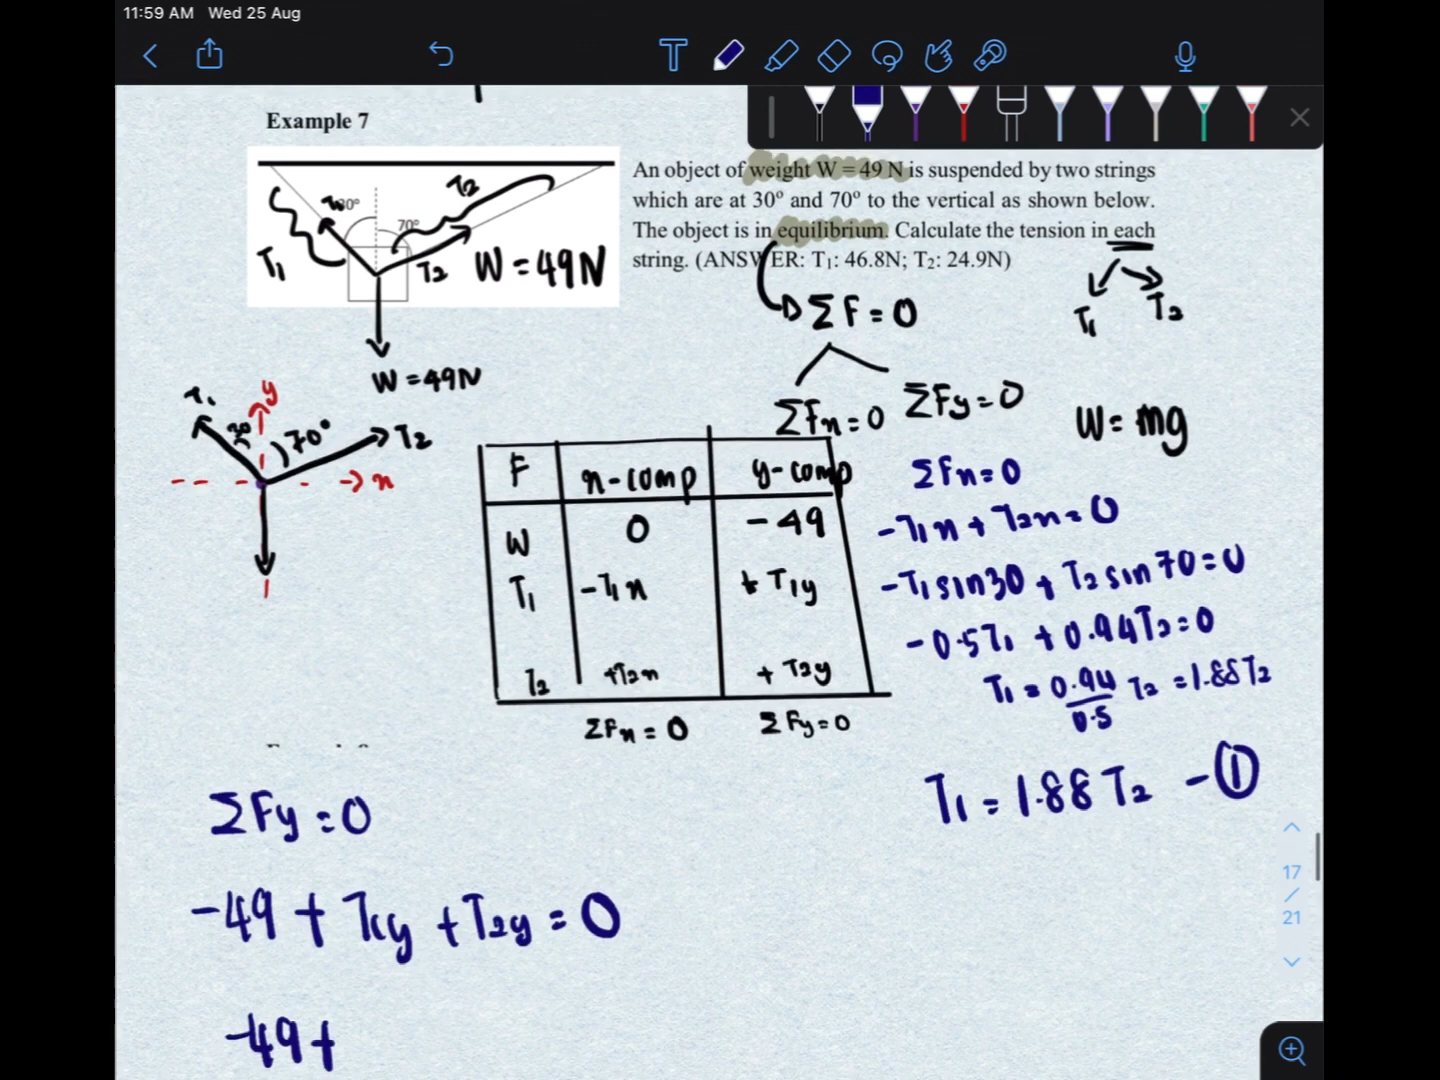 11:59 AM Wed 25 Aug
T
Example 7
An object of weight W = 49 N is suspended by two strings
which are at 30° and 70° to the vertical as shown below.
The object is in equilibrium. Calculate the tension in each
string. (ANSWER: T₁: 46.8N; T₂: 24.9N)
T₂
30°
70°
T₁
T₂
W = 49N
W = 49N
ΣF = 0
T₁ T₂
ΣFx = 0 ΣFy = 0
W = mg
T₁
y
30
70°
T₂
x
F x-comp y-comp
W 0 - 49
T₁ - T₁x + T₁y
T₂ + T₂x + T₂y
ΣFx = 0 ΣFy = 0
ΣFx = 0
- T₁x + T₂x = 0
- T₁ sin 30 + T₂ sin 70 = 0
- 0.5T₁ + 0.94T₂ = 0
T₁ = 0.94/0.5 T₂ = 1.88T₂
T₁ = 1.88 T₂ - ①
ΣFy = 0
-49 + T₁y + T₂y = 0
-49 +
17
/
21